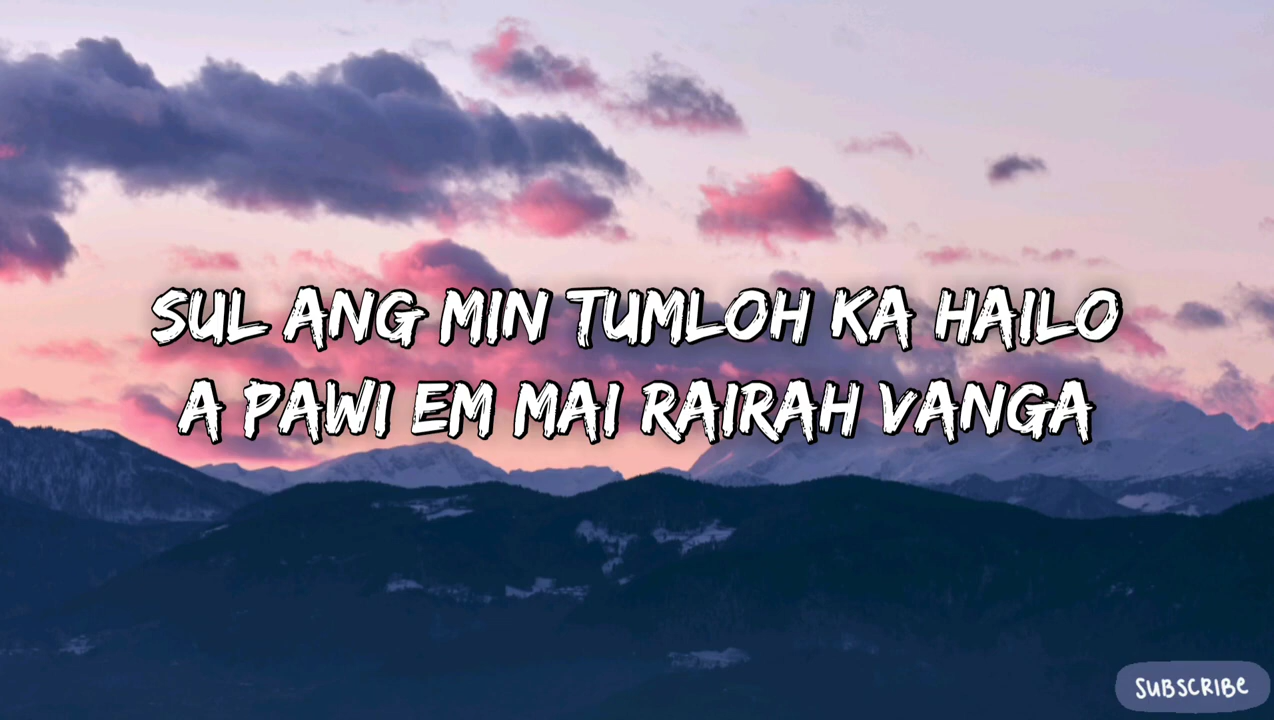 SUL ANG MIN TUMLOH KA HAILO
A PAWI EM MAI RAIRAH VANGA
SUBSCRIBE